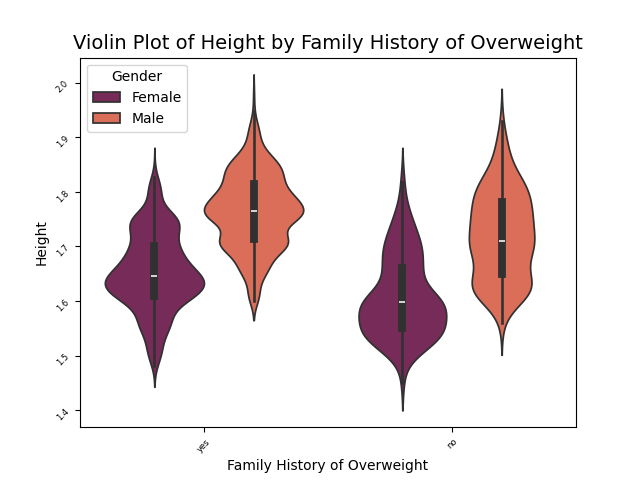 Violin Plot of Height by Family History of Overweight
Gender
Female
Male
Height
2.0
1.9
1.8
1.7
1.6
1.5
1.4
yes
no
Family History of Overweight